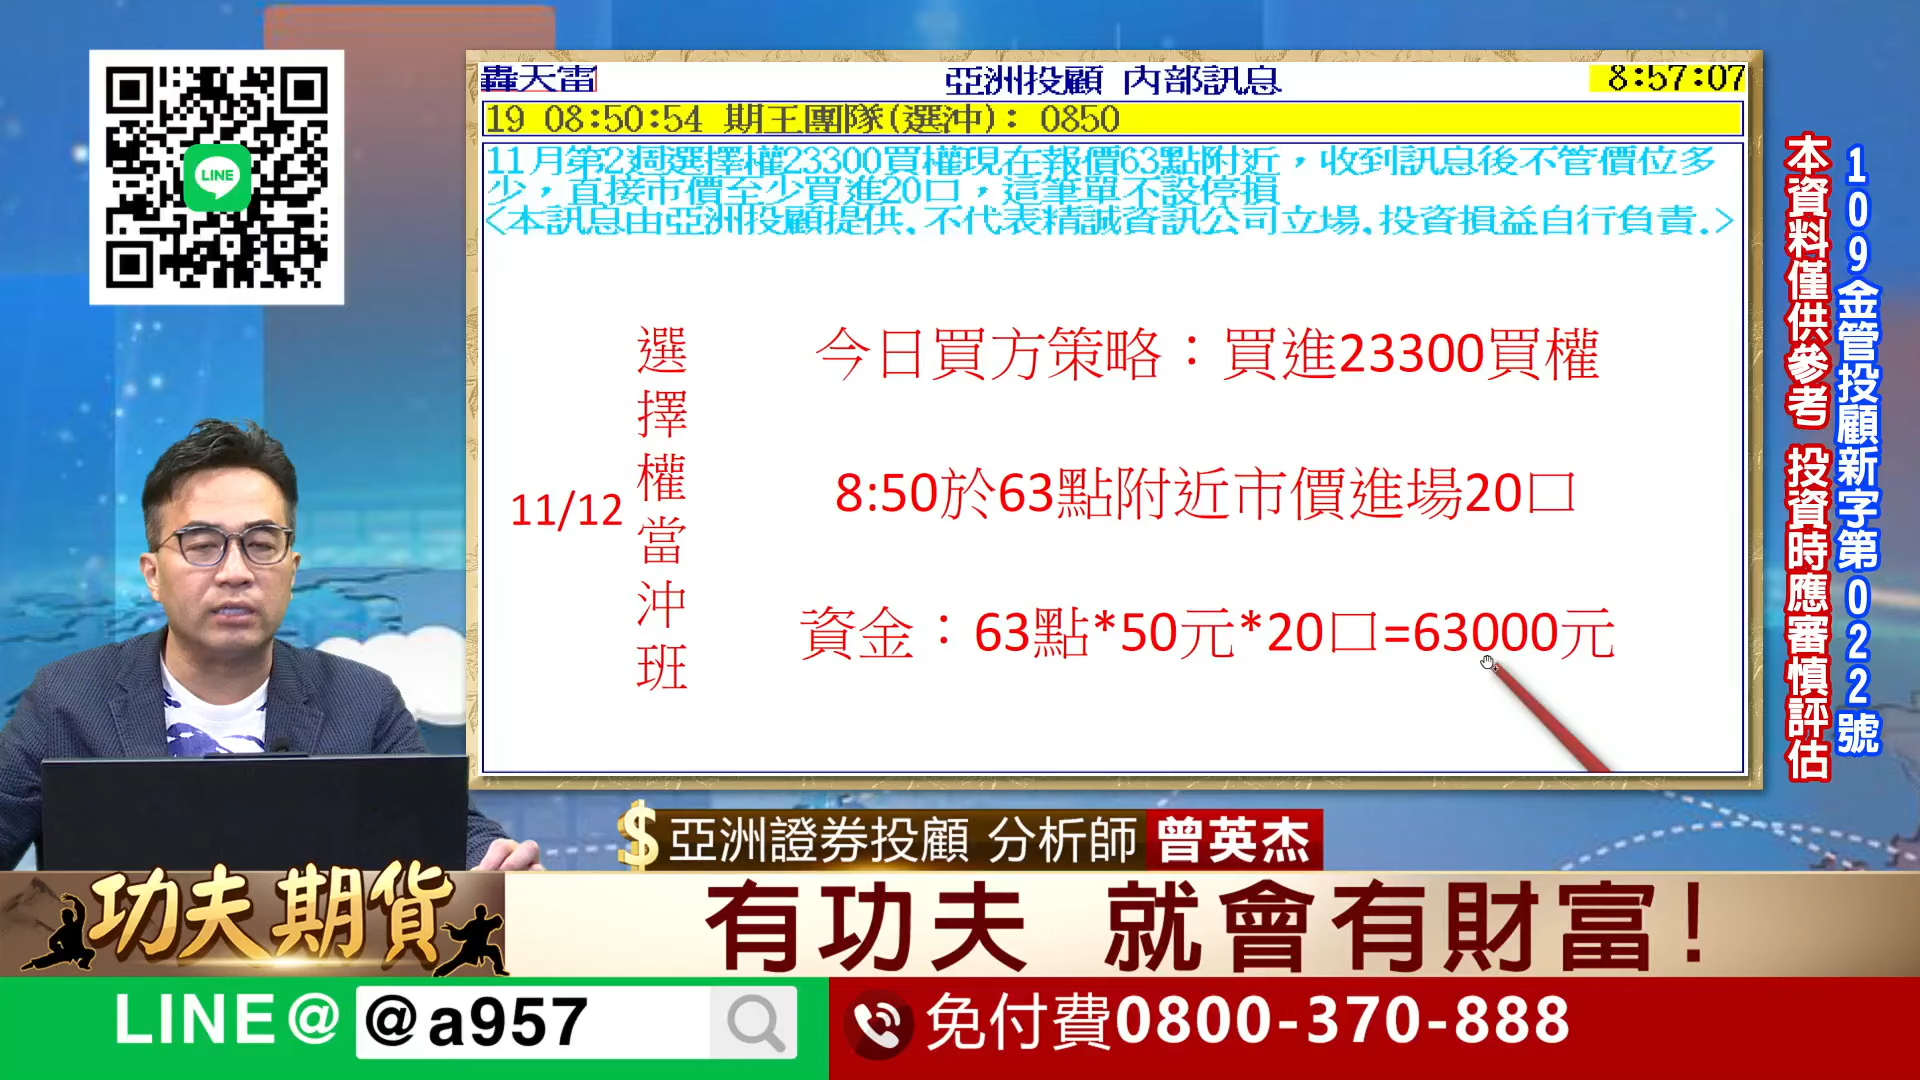 LINE
轟天雷
亞洲投顧 內部訊息
8:57:07
19 08:50:54 期王團隊(選沖): 0850
11月第2週選擇權23300買權現在報價63點附近，收到訊息後不管價位多
少，直接市價至少買進20口，這筆單不設停損
<本訊息由亞洲投顧提供.不代表精誠資訊公司立場.投資損益自行負責.>
11/12
選擇權當沖班
今日買方策略：買進23300買權
8:50於63點附近市價進場20口
資金：63點*50元*20口=63000元
109金管投顧新字第022號
本資料僅供參考 投資時應審慎評估
$亞洲證券投顧 分析師 曾英杰
功夫期貨
有功夫 就會有財富!
LINE@ @a957
免付費0800-370-888